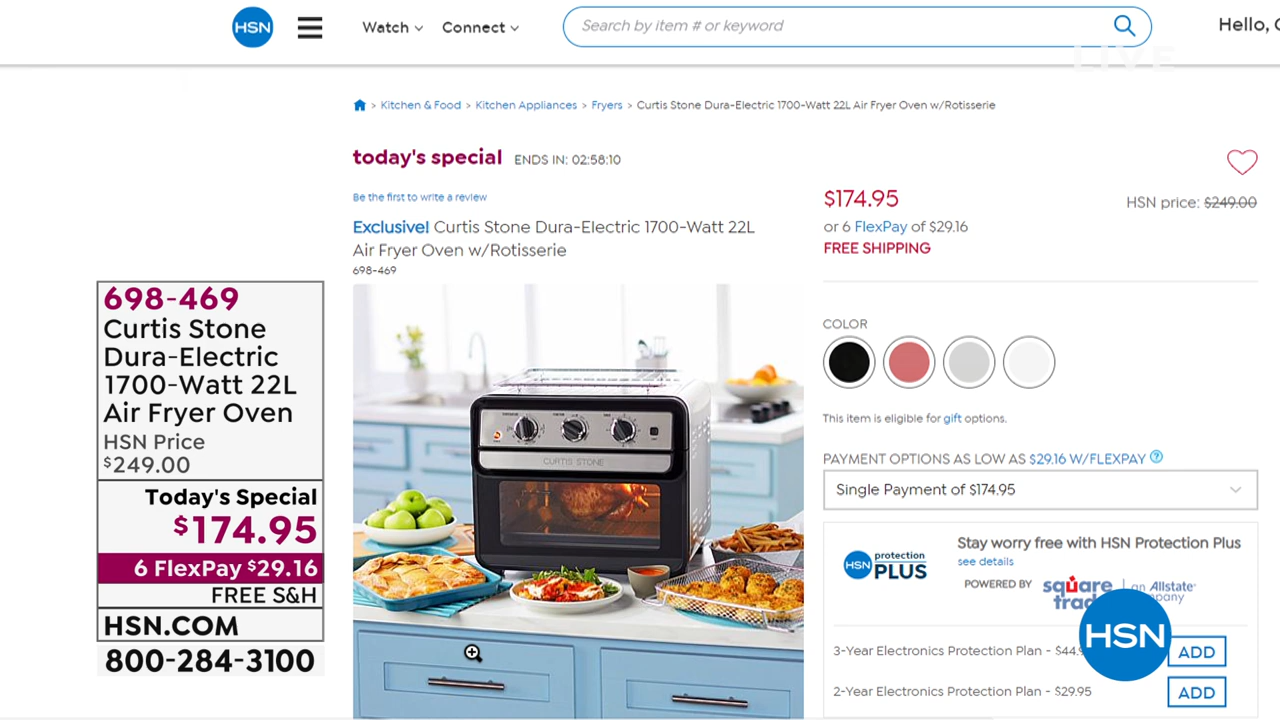 HSN
Watch
Connect
Search by item # or keyword
Hello,
LIVE
> Kitchen & Food > Kitchen Appliances > Fryers > Curtis Stone Dura-Electric 1700-Watt 22L Air Fryer Oven w/Rotisserie
today's special ENDS IN: 02:58:10
Be the first to write a review
Exclusive! Curtis Stone Dura-Electric 1700-Watt 22L
Air Fryer Oven w/Rotisserie
698-469
$174.95
HSN price: $249.00
or 6 FlexPay of $29.16
FREE SHIPPING
COLOR
This item is eligible for gift options.
PAYMENT OPTIONS AS LOW AS $29.16 W/FLEXPAY ?
Single Payment of $174.95
HSN protection
PLUS
Stay worry free with HSN Protection Plus
see details
POWERED BY
square
trad
an Allstate
mpany
3-Year Electronics Protection Plan - $44.9
ADD
2-Year Electronics Protection Plan - $29.95
ADD
HSN
CURTIS STONE
698-469
Curtis Stone
Dura-Electric
1700-Watt 22L
Air Fryer Oven
HSN Price
$249.00
Today's Special
$174.95
6 FlexPay $29.16
FREE S&H
HSN.COM
800-284-3100